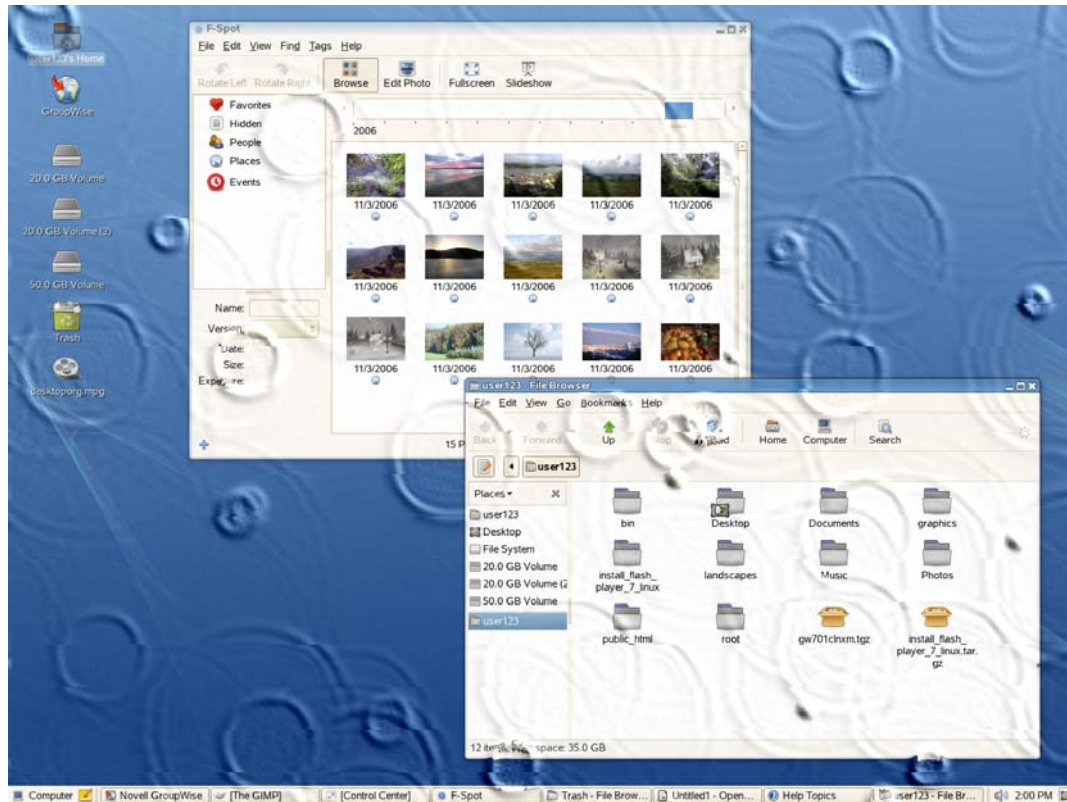 user123's Home
GroupWise
20.0 GB Volume
20.0 GB Volume (2)
50.0 GB Volume
Trash
desktoporg.mpg
F-Spot
File Edit View Find Tags Help
Rotate Left Rotate Right Browse Edit Photo Fullscreen Slideshow
Favorites
Hidden
People
Places
Events
2006
11/3/2006 11/3/2006 11/3/2006 11/3/2006 11/3/2006
11/3/2006 11/3/2006 11/3/2006 11/3/2006 11/3/2006
11/3/2006 11/3/2006 11/3/2006 11/3/2006 11/3/2006
Name:
Version:
Date:
Size:
Exposure:
15 P
user123 - File Browser
File Edit View Go Bookmarks Help
Back Forward Up Stop Reload Home Computer Search
user123
Places
user123
Desktop
File System
20.0 GB Volume
20.0 GB Volume (2
50.0 GB Volume
user123
bin Desktop Documents graphics
install_flash_
player_7_linux
landscapes Music Photos
public_html root gw701clnxm.tgz
install_flash_
player_7_linux.tar.
gz
12 items, space: 35.0 GB
Computer Novell GroupWise [The GIMP] [Control Center] F-Spot Trash - File Brow... Untitled1 - Open... Help Topics user123 - File Br... 2:00 PM